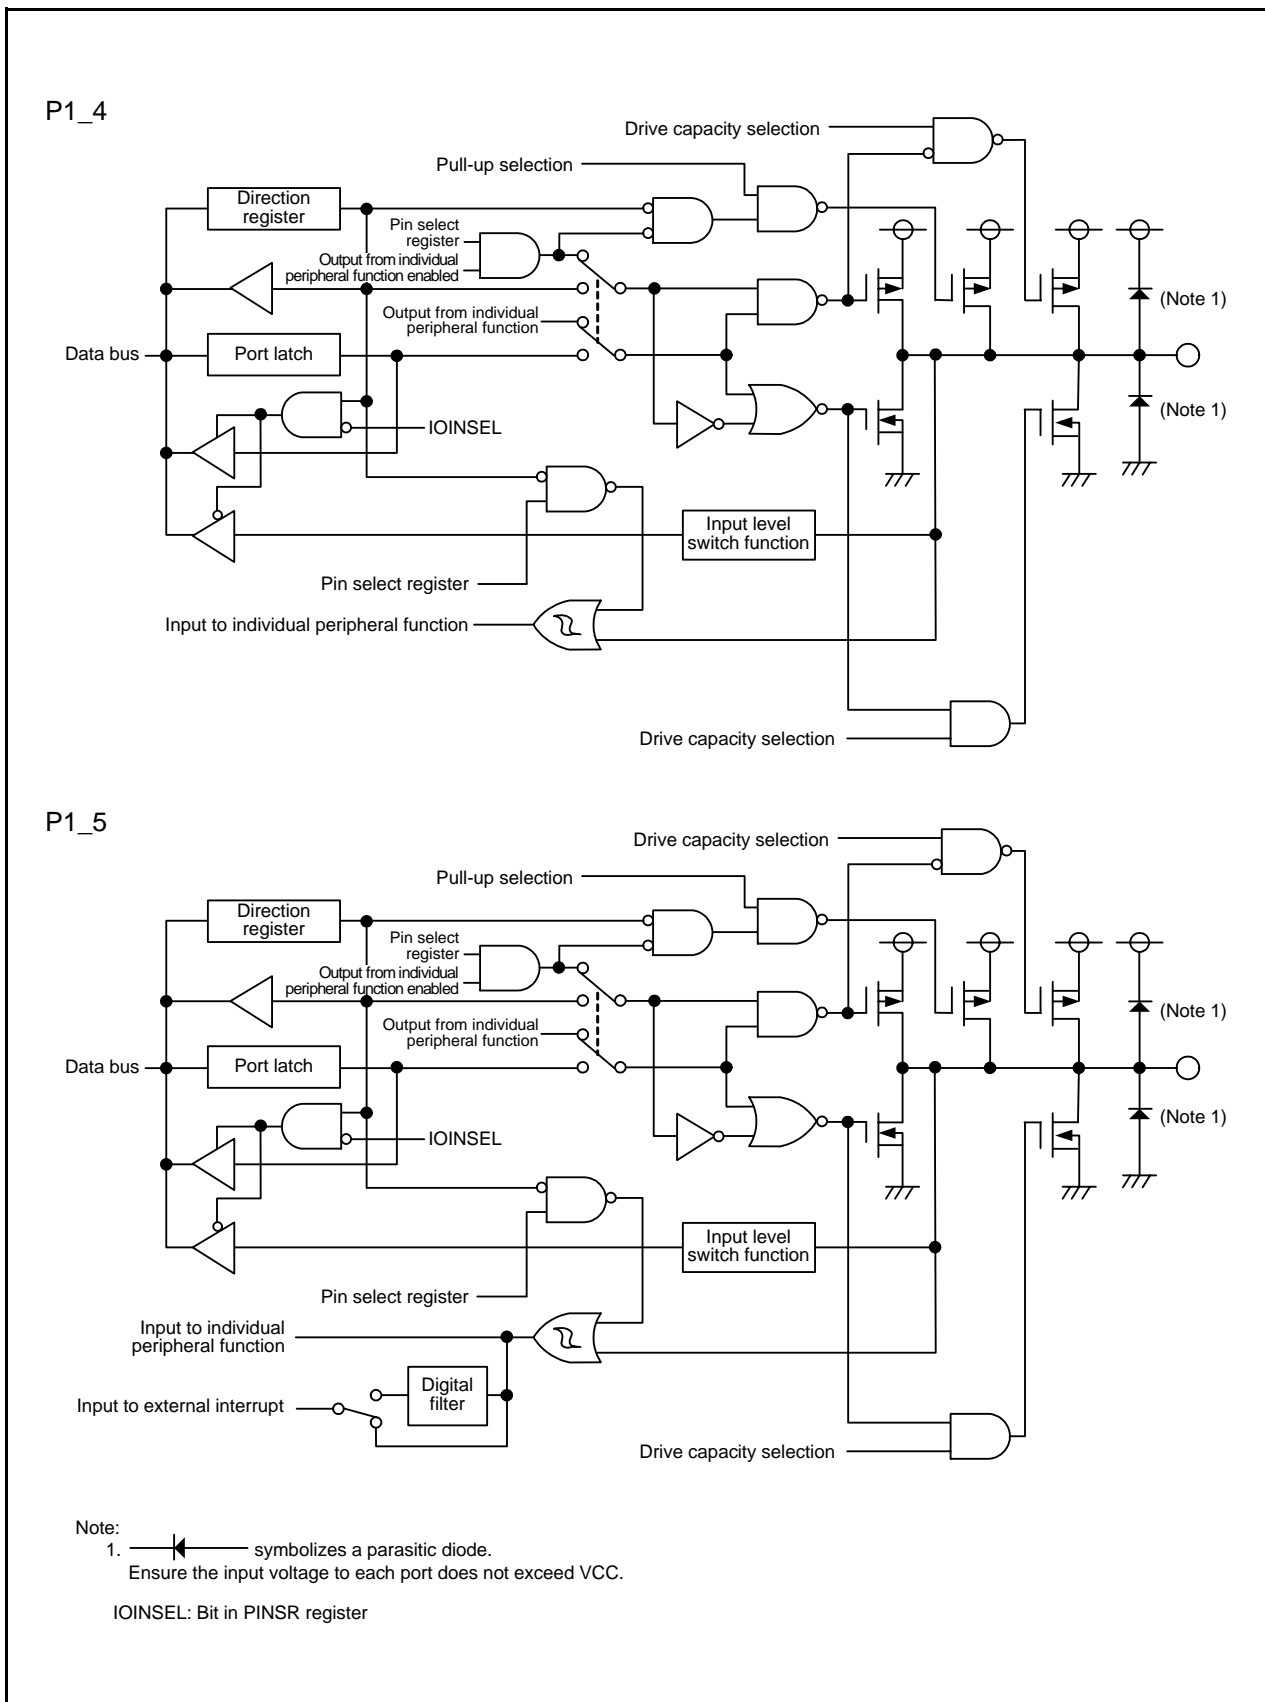 P1_4
Drive capacity selection
Pull-up selection
Direction
register
Pin select
register
Output from individual
peripheral function enabled
(Note 1)
Output from individual
peripheral function
Data bus
Port latch
(Note 1)
IOINSEL
Input level
switch function
Pin select register
Input to individual peripheral function
Drive capacity selection
P1_5
Drive capacity selection
Pull-up selection
Direction
register
Pin select
register
Output from individual
peripheral function enabled
(Note 1)
Output from individual
peripheral function
Data bus
Port latch
(Note 1)
IOINSEL
Input level
switch function
Pin select register
Input to individual
peripheral function
Digital
filter
Input to external interrupt
Drive capacity selection
Note:
1. symbolizes a parasitic diode.
Ensure the input voltage to each port does not exceed VCC.
IOINSEL: Bit in PINSR register